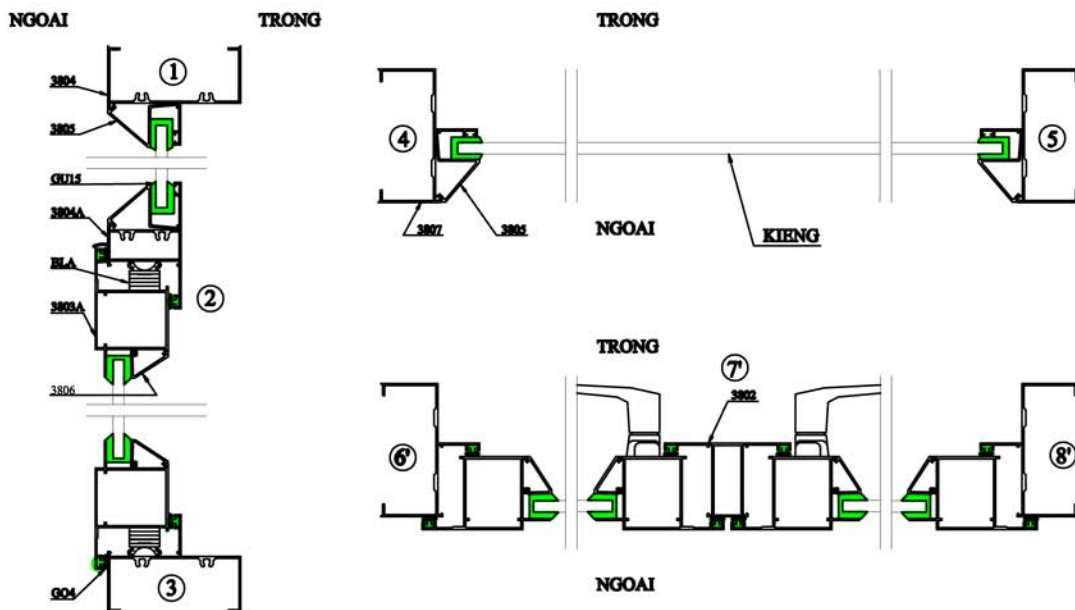 NGOAI TRONG
1
3804
3805
GU15
3804A
BLA
2
3803A
3806
GO4
3
TRONG
4
5
3807
3805
NGOAI
KIENG
TRONG
7'
3802
6'
8'
NGOAI